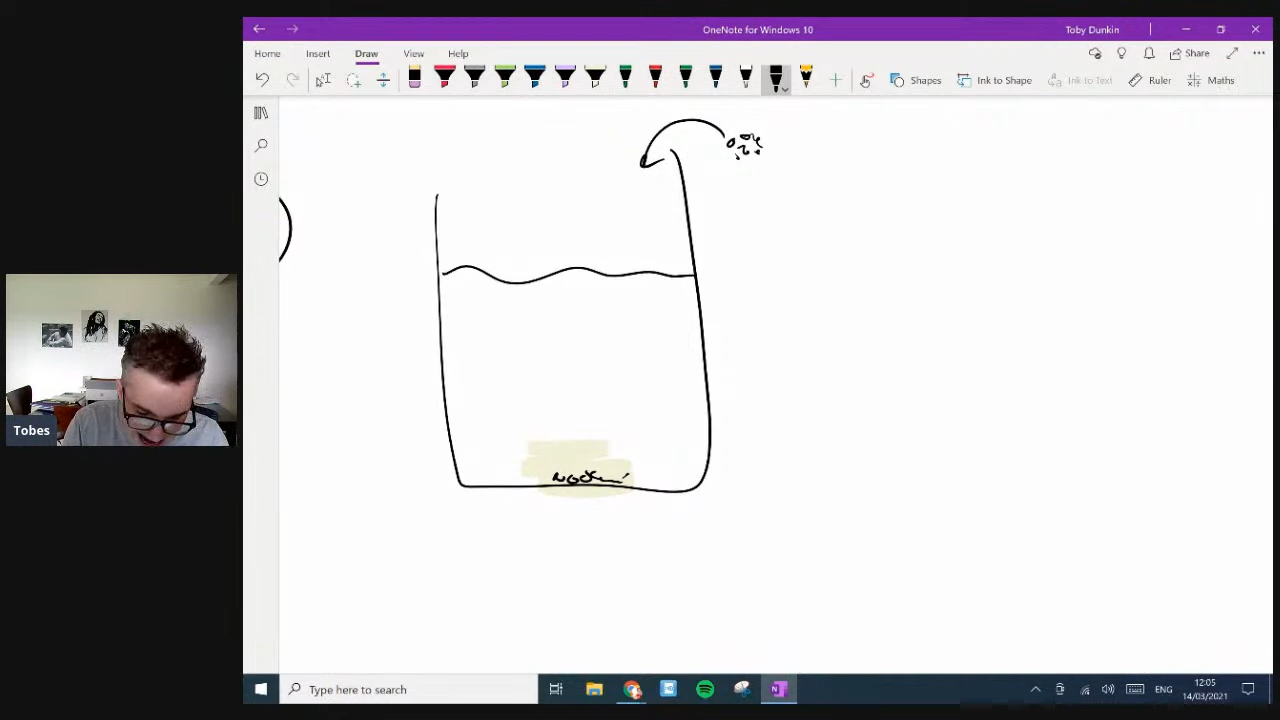 OneNote for Windows 10
Toby Dunkin
Home Insert Draw View Help
Share
Shapes Ink to Shape Ink to Text Ruler Maths
Tobes
Type here to search
ENG
12:05
14/03/2021